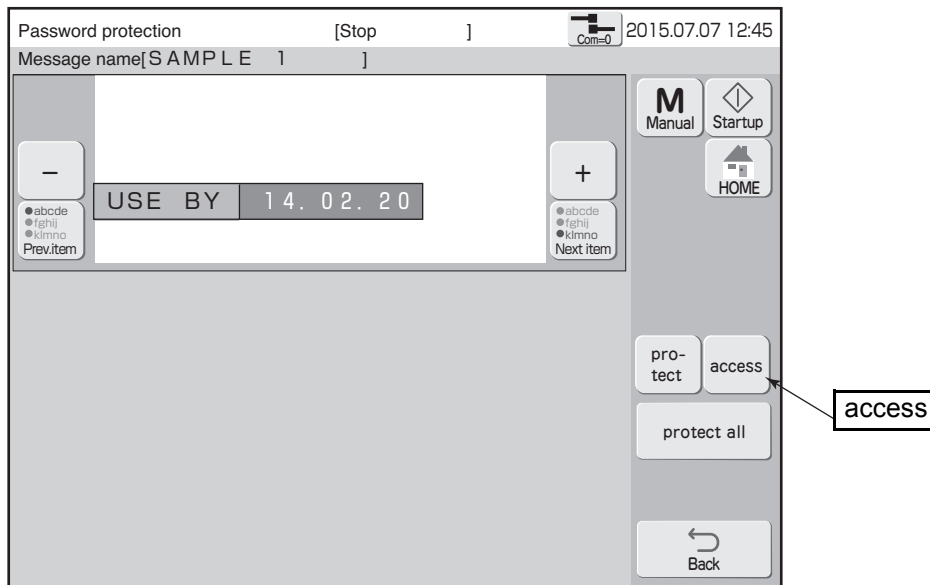 Password protection [Stop ] Com=0 2015.07.07 12:45
Message name[SAMPLE 1 ]
M
Manual
Startup
HOME
−
+
USE BY 14.02.20
abcde
fghij
klmno
Prev.item
abcde
fghij
klmno
Next item
pro-
tect
access
access
protect all
Back